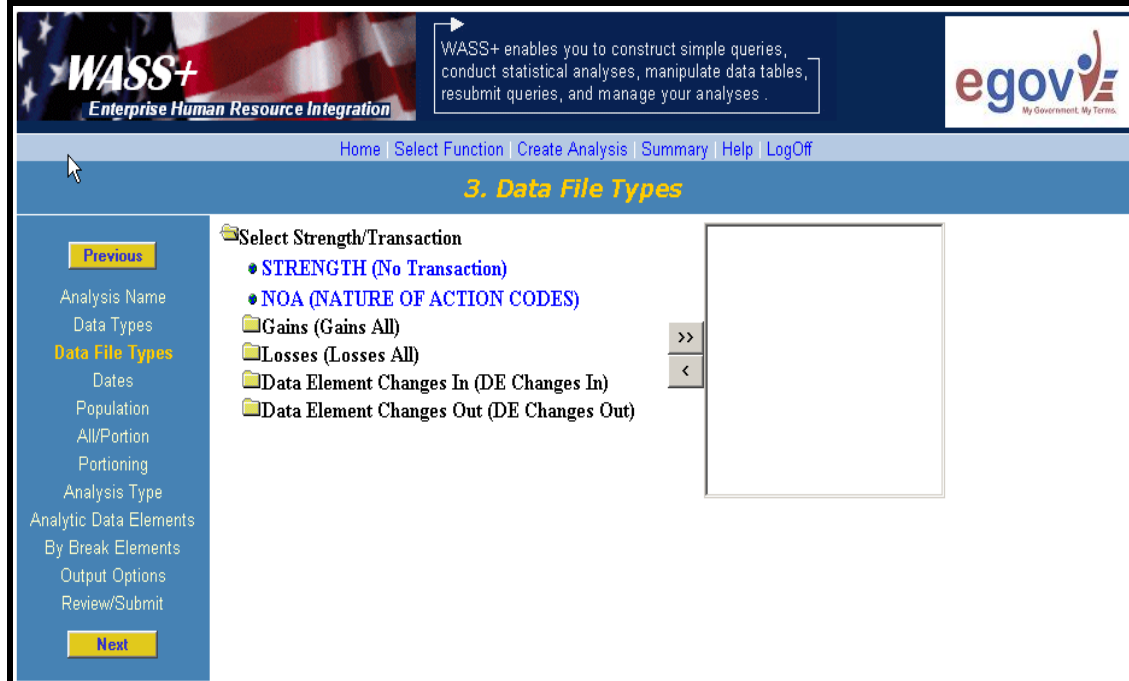 WASS+
Enterprise Human Resource Integration
WASS+ enables you to construct simple queries,
conduct statistical analyses, manipulate data tables,
resubmit queries, and manage your analyses .
egov
My Government. My Terms.
Home | Select Function | Create Analysis | Summary | Help | LogOff
3. Data File Types
Previous
Analysis Name
Data Types
Data File Types
Dates
Population
All/Portion
Portioning
Analysis Type
Analytic Data Elements
By Break Elements
Output Options
Review/Submit
Next
Select Strength/Transaction
STRENGTH (No Transaction)
NOA (NATURE OF ACTION CODES)
Gains (Gains All)
Losses (Losses All)
Data Element Changes In (DE Changes In)
Data Element Changes Out (DE Changes Out)
>>
<